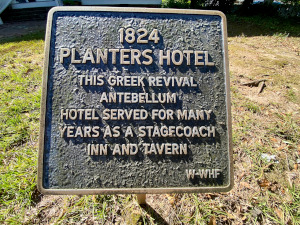 1824
PLANTERS HOTEL
THIS GREEK REVIVAL
ANTEBELLUM
HOTEL SERVED FOR MANY
YEARS AS A STAGECOACH
INN AND TAVERN
W-WHF